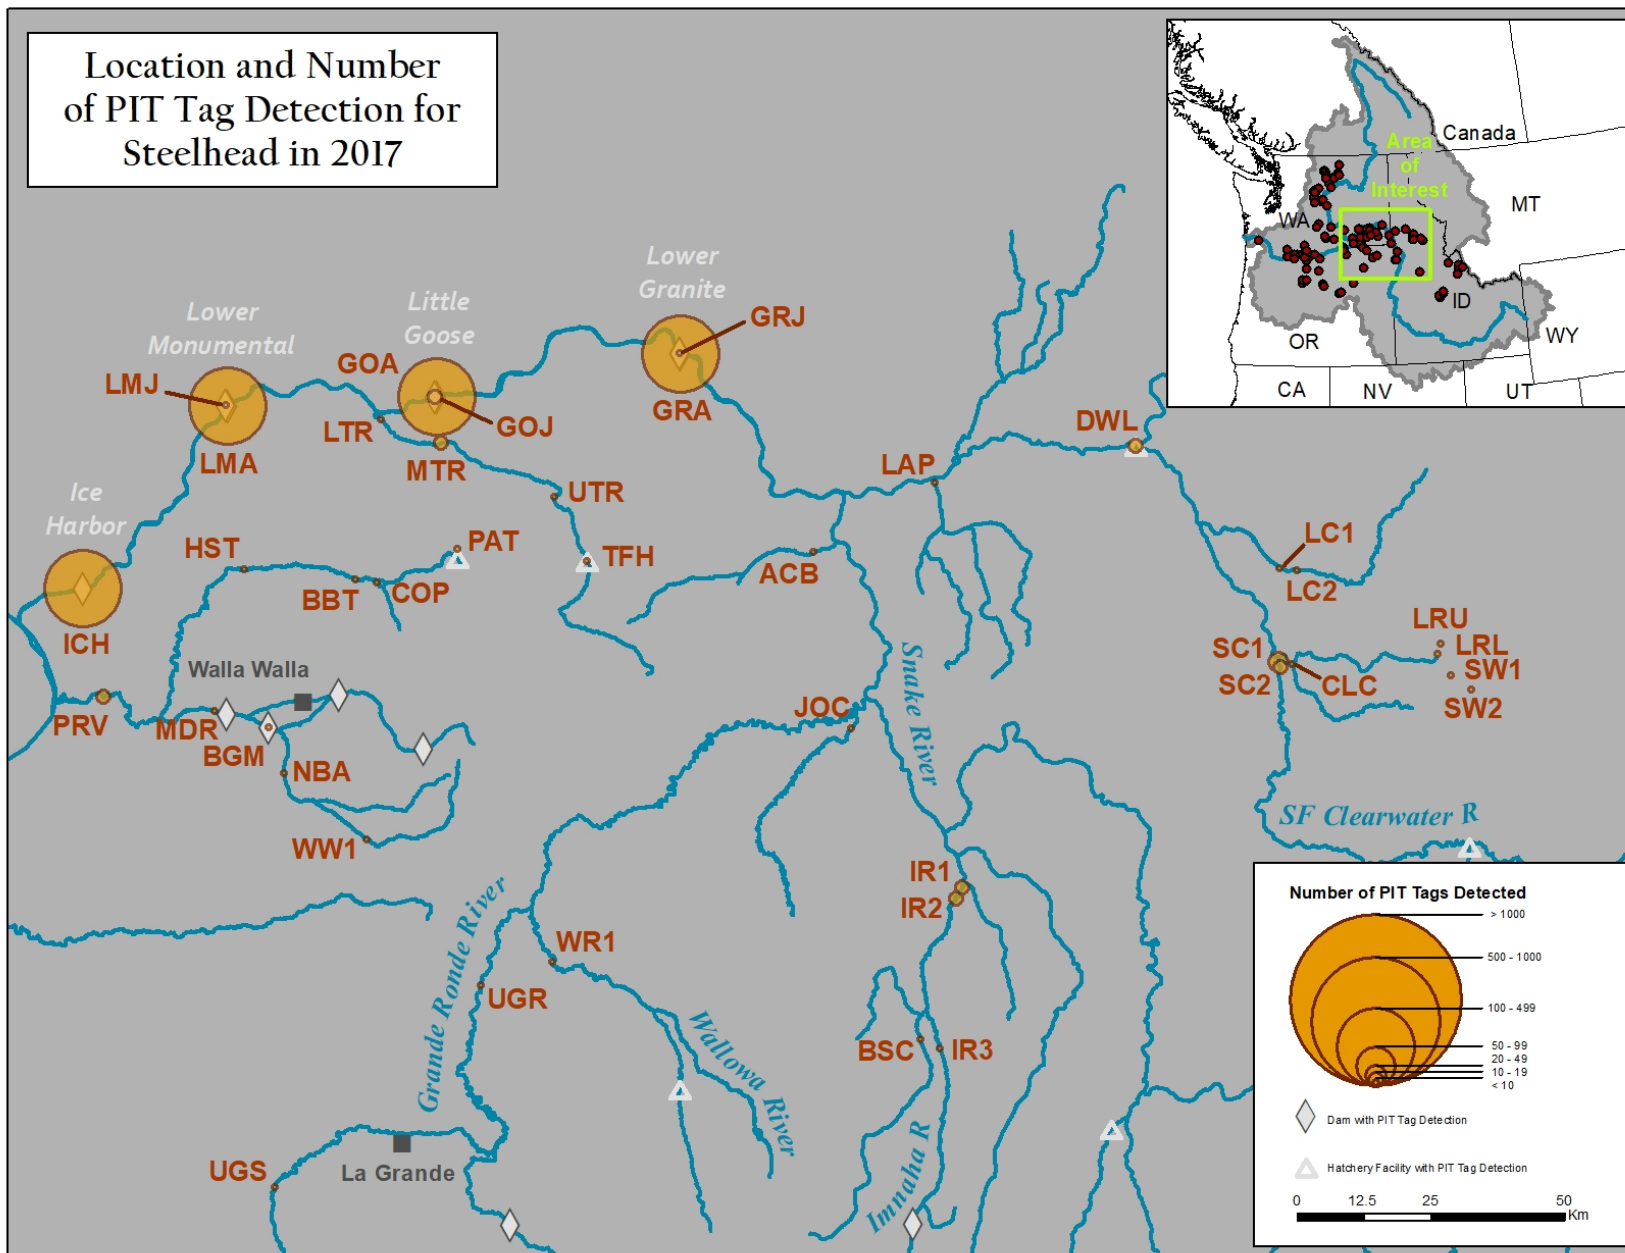 Location and Number
of PIT Tag Detection for
Steelhead in 2017
Canada
Area
of
Interest
WA
MT
ID
OR
WY
CA
NV
UT
Lower
Granite
Little
Goose
Lower
Monumental
GRJ
GOA
LMJ
GRA
LTR
GOJ
DWL
LMA
MTR
LAP
Ice
Harbor
UTR
HST
PAT
LC1
TFH
ACB
BBT
COP
LC2
ICH
LRU
SC1
LRL
Walla Walla
SW1
SC2
CLC
SW2
Snake River
JOC
PRV
MDR
BGM
NBA
SF Clearwater R
WW1
IR1
IR2
Grande Ronde River
WR1
UGR
BSC
IR3
Wallowa River
Imnaha R
UGS
La Grande
Number of PIT Tags Detected
> 1000
500 - 1000
100 - 499
50 - 99
20 - 49
10 - 19
< 10
Dam with PIT Tag Detection
Hatchery Facility with PIT Tag Detection
0 12.5 25 50
Km